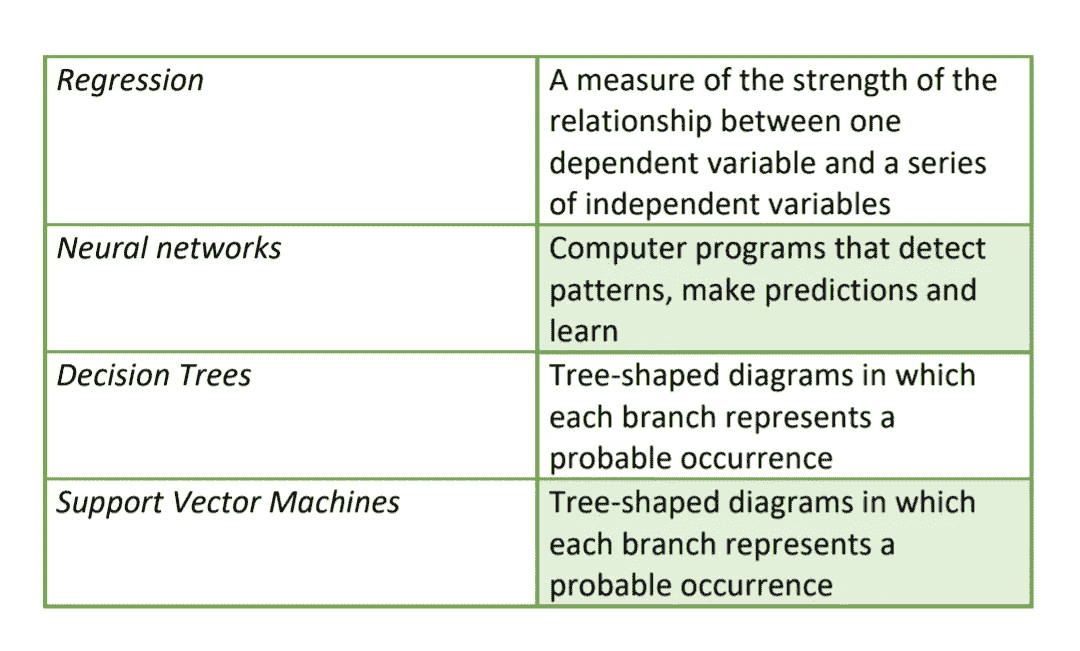 Regression
A measure of the strength of the
relationship between one
dependent variable and a series
of independent variables
Neural networks
Computer programs that detect
patterns, make predictions and
learn
Decision Trees
Tree-shaped diagrams in which
each branch represents a
probable occurrence
Support Vector Machines
Tree-shaped diagrams in which
each branch represents a
probable occurrence